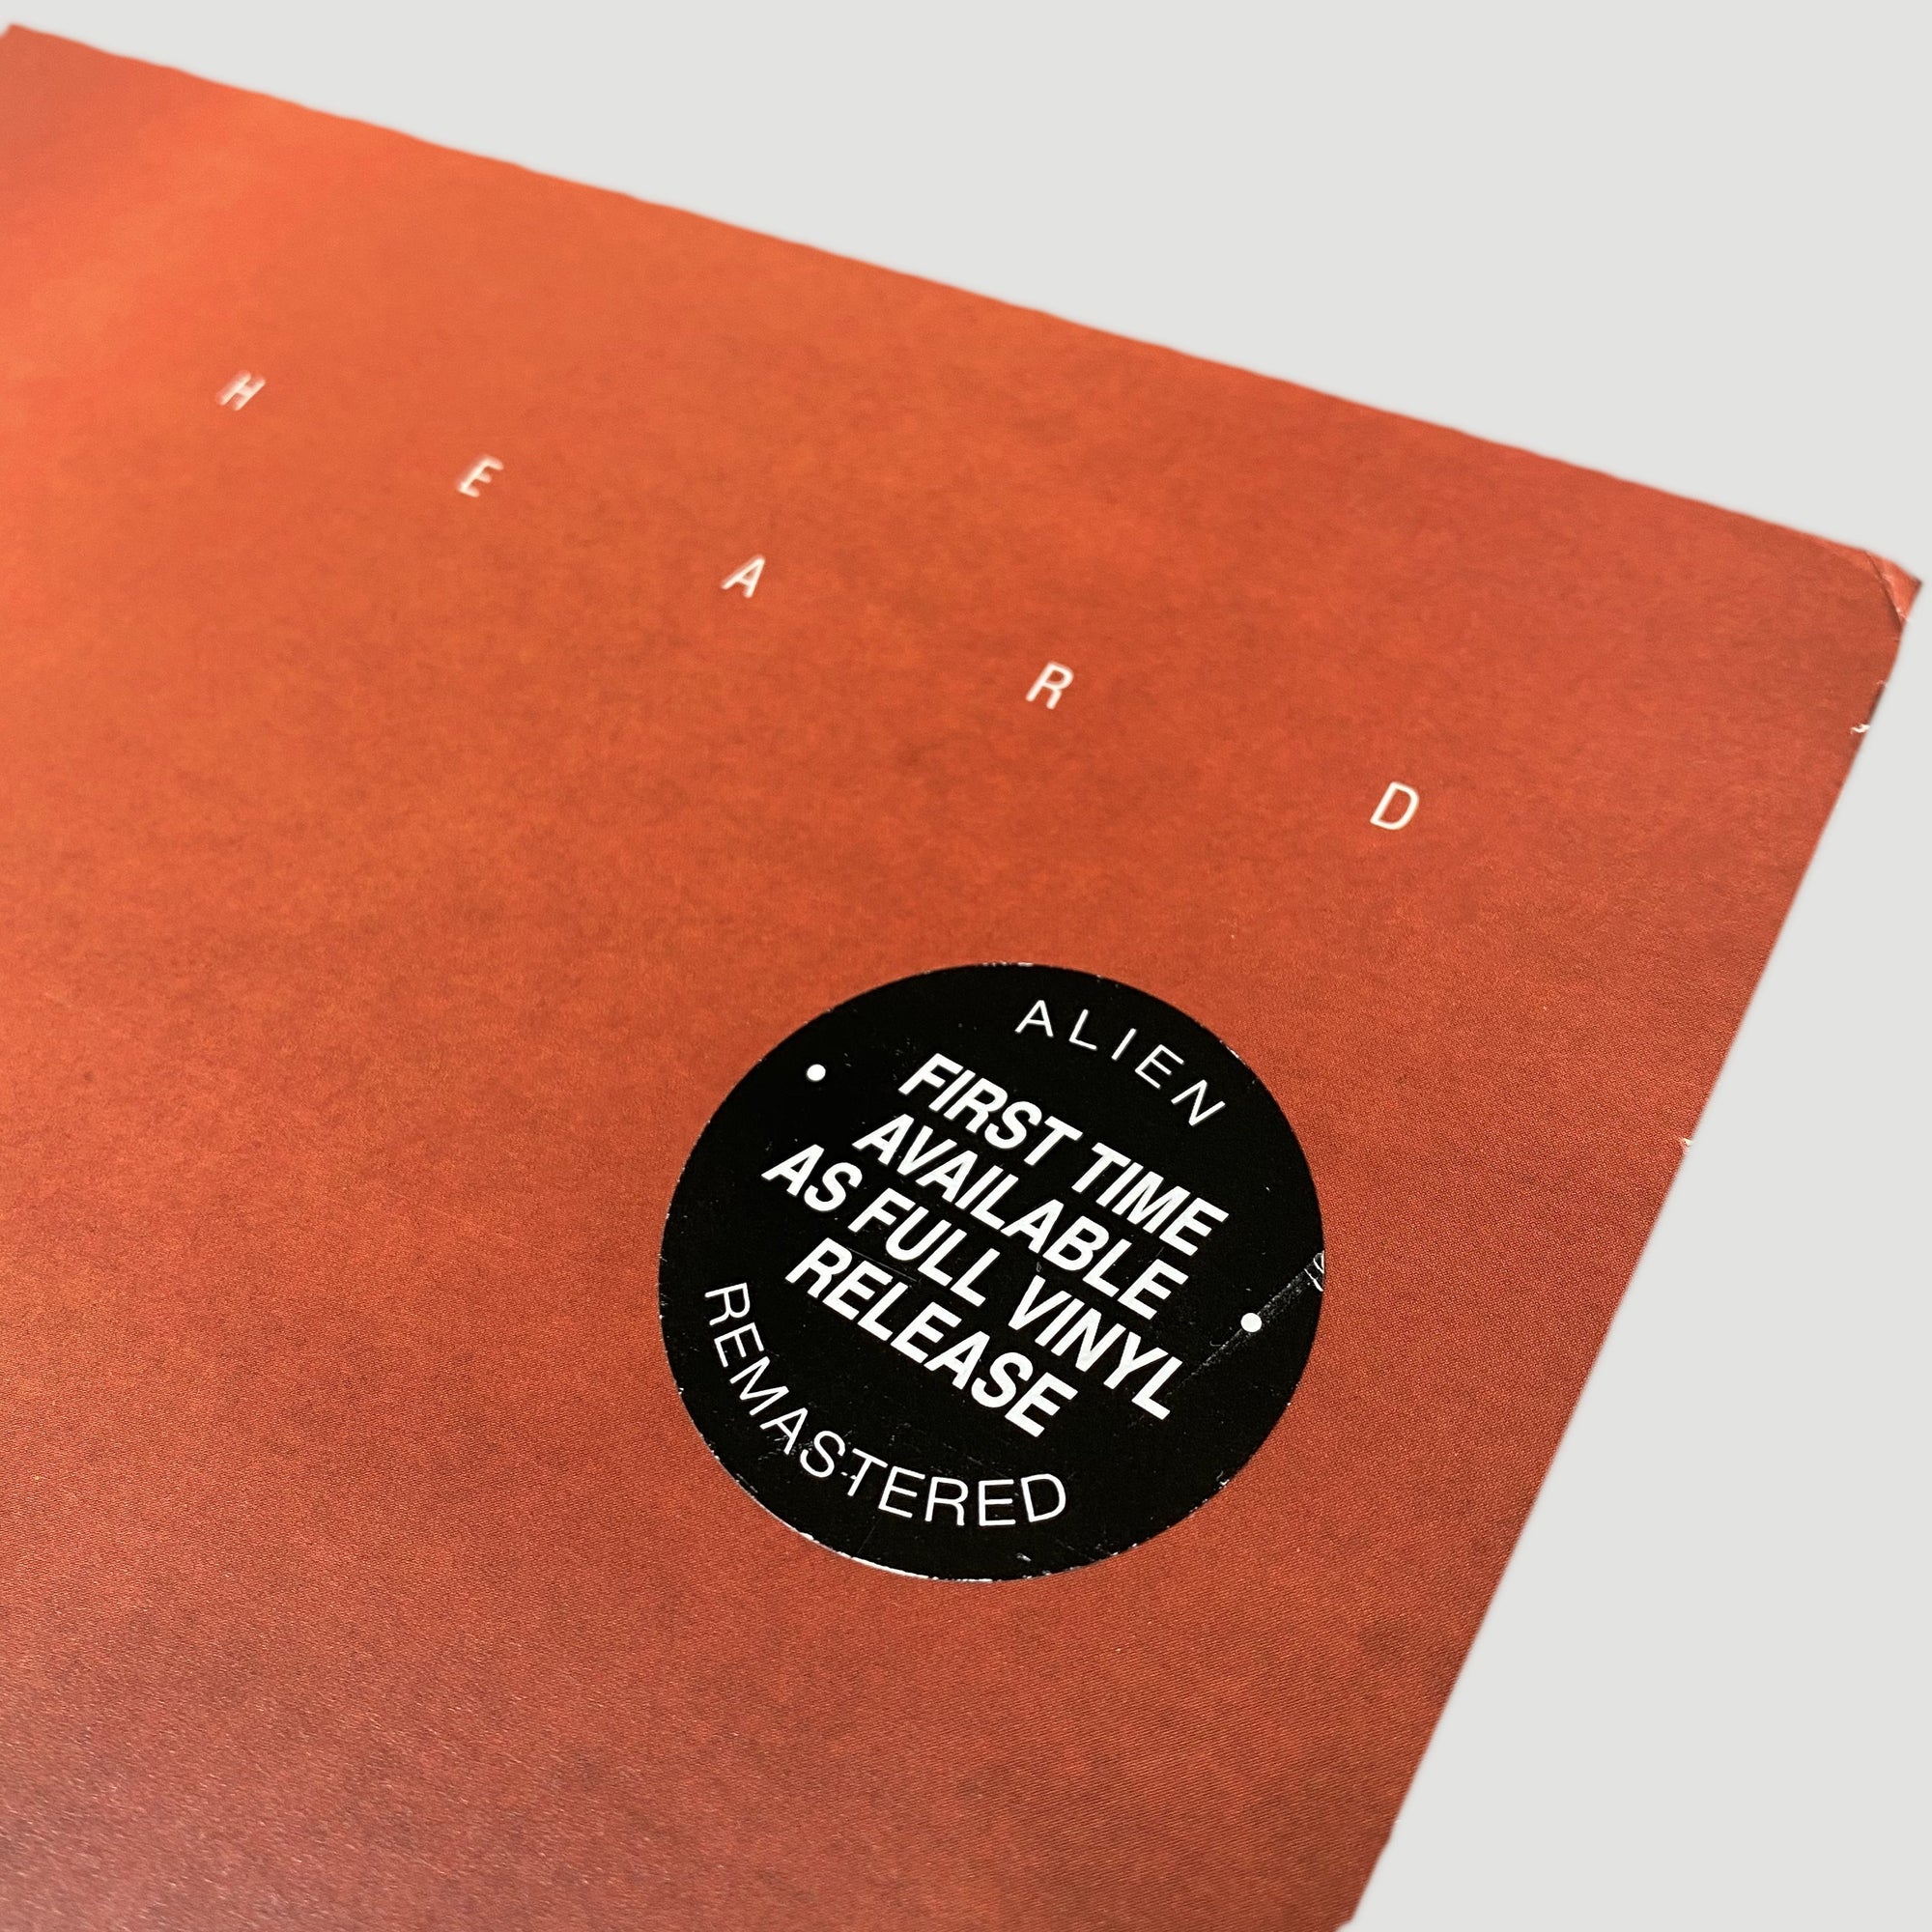 H E A R D
ALIEN
FIRST TIME
AVAILABLE
AS FULL VINYL
RELEASE
REMASTERED